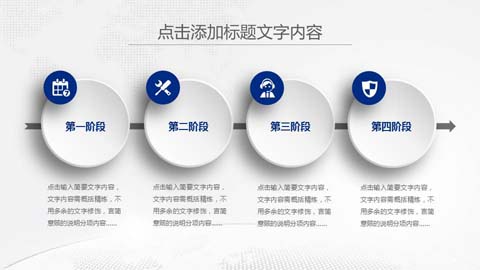 点击添加标题文字内容
第一阶段
第二阶段
第三阶段
第四阶段
点击输入简要文字内容，
文字内容需概括精炼，不
用多余的文字修饰，言简
意赅的说明分项内容……
点击输入简要文字内容，
文字内容需概括精炼，不
用多余的文字修饰，言简
意赅的说明分项内容……
点击输入简要文字内容，
文字内容需概括精炼，不
用多余的文字修饰，言简
意赅的说明分项内容……
点击输入简要文字内容，
文字内容需概括精炼，不
用多余的文字修饰，言简
意赅的说明分项内容……